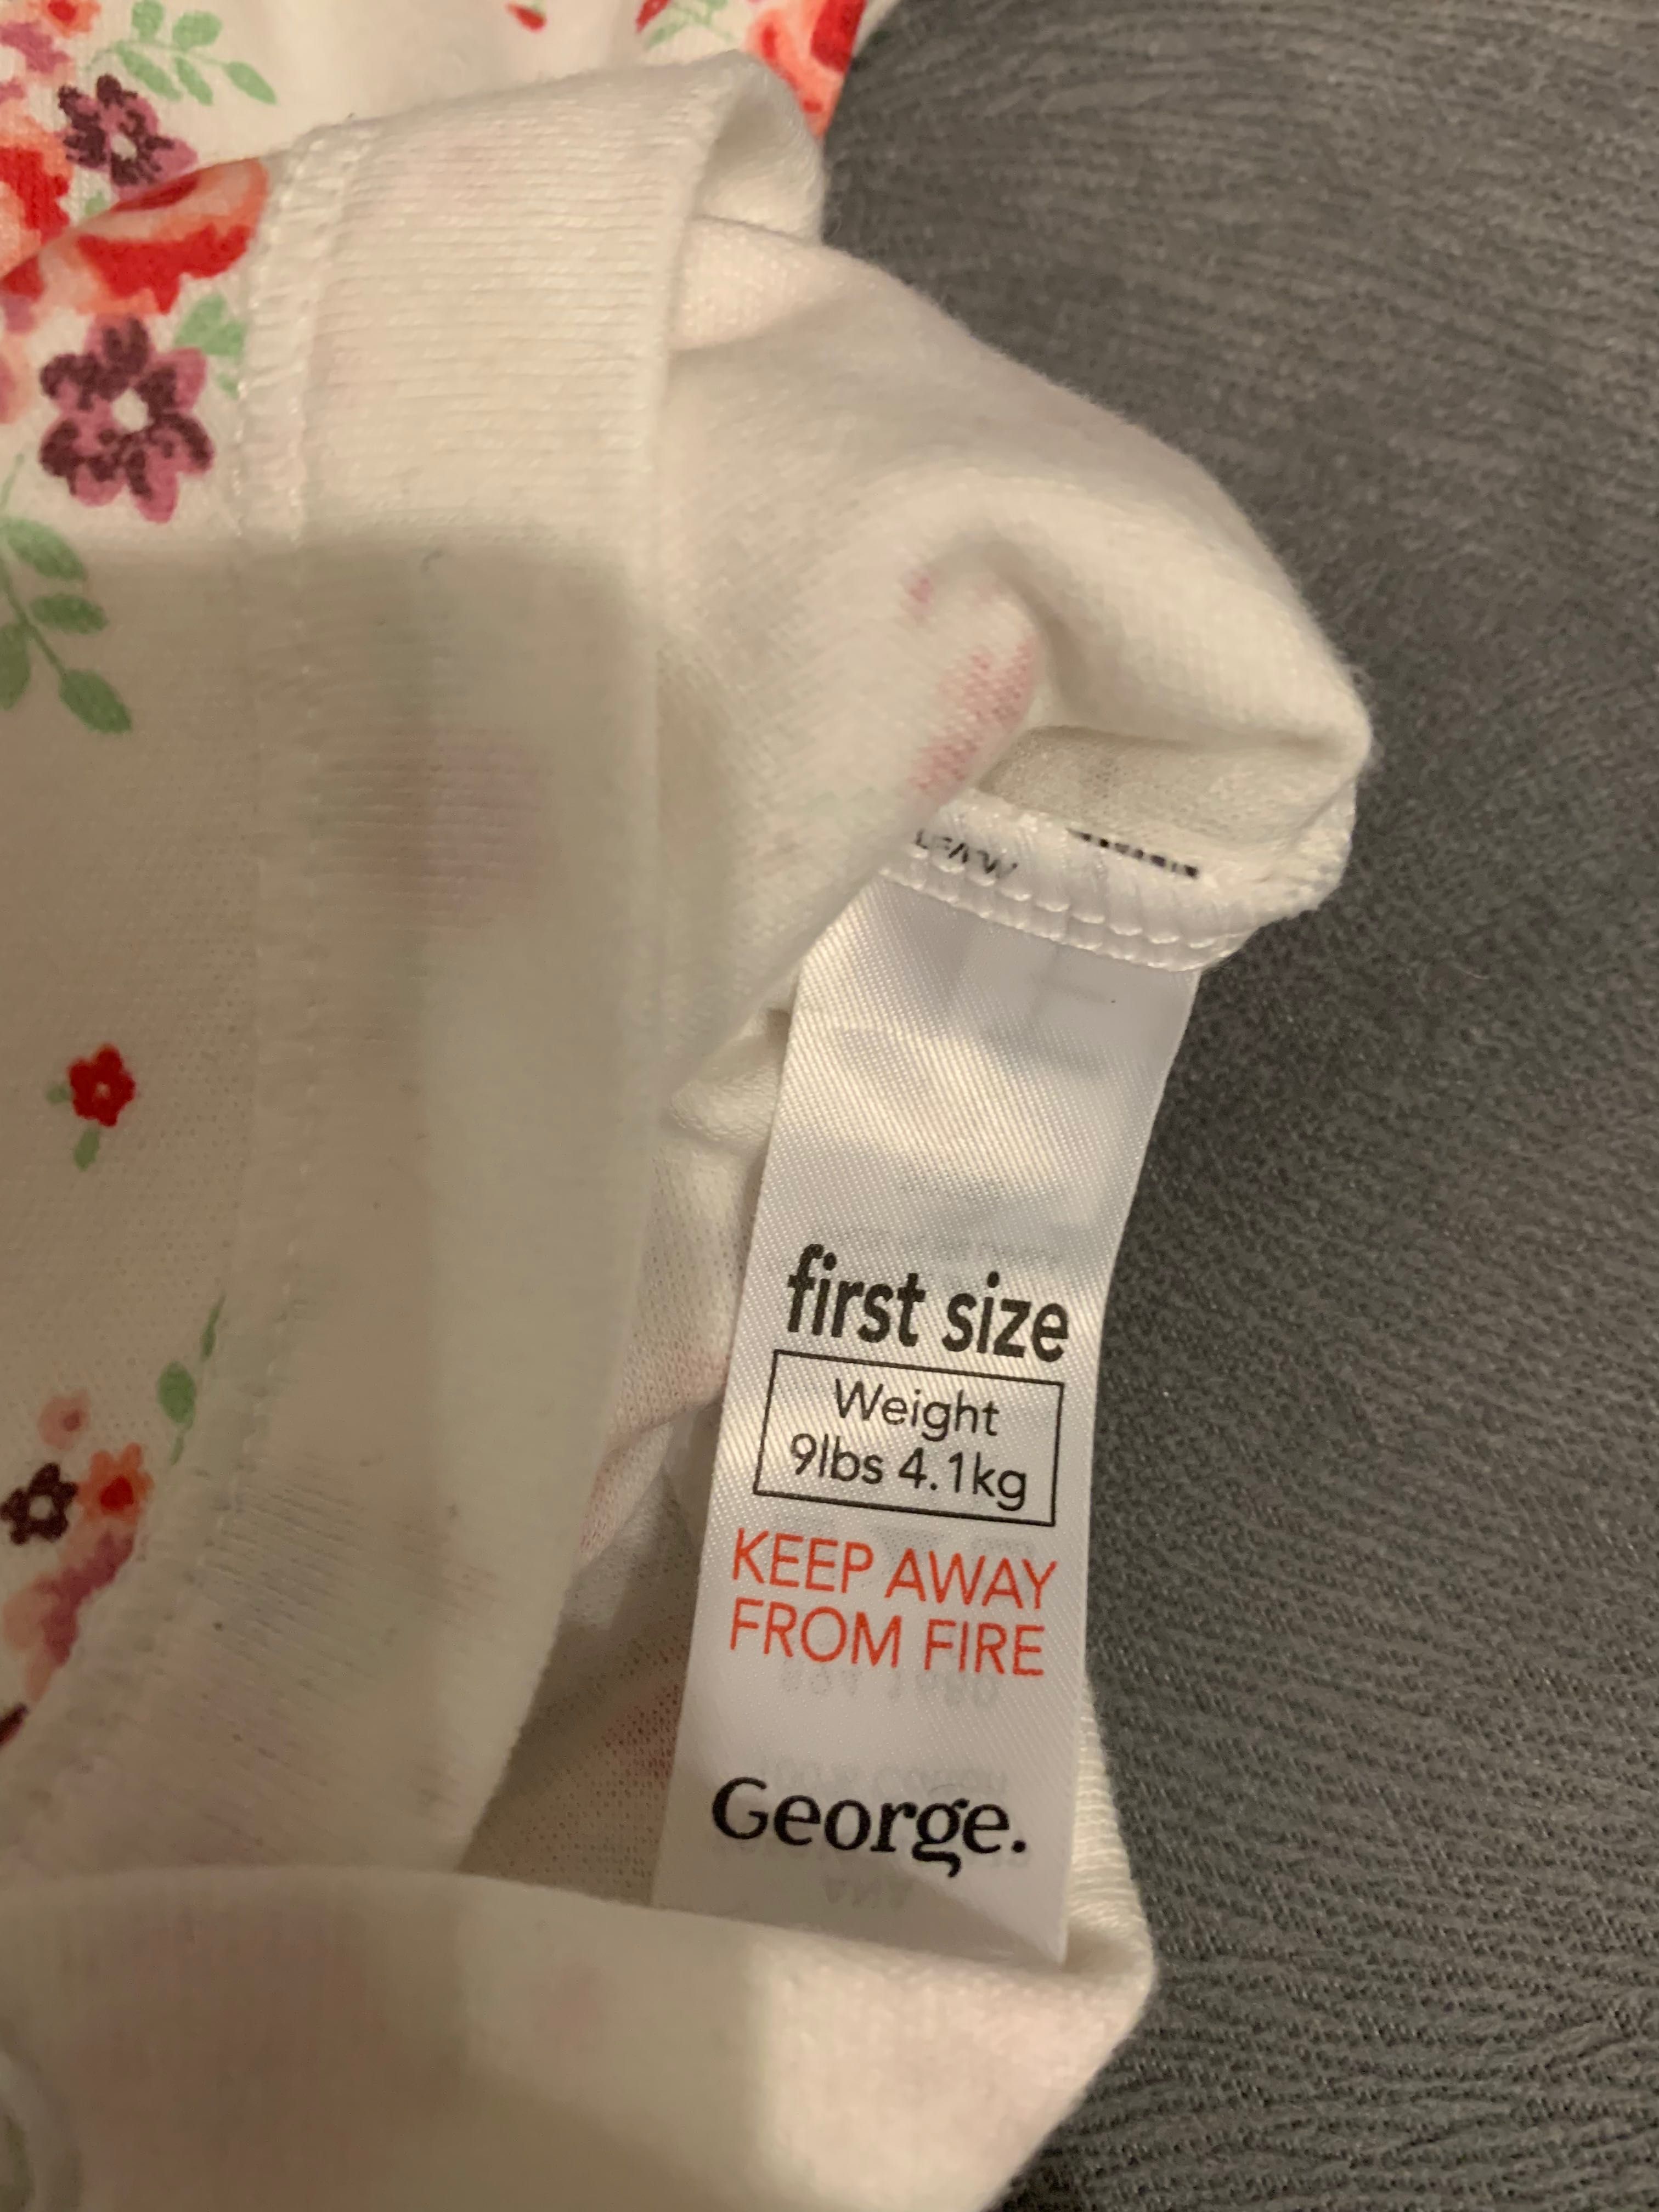 first size
Weight
9lbs 4.1kg
KEEP AWAY
FROM FIRE
George.